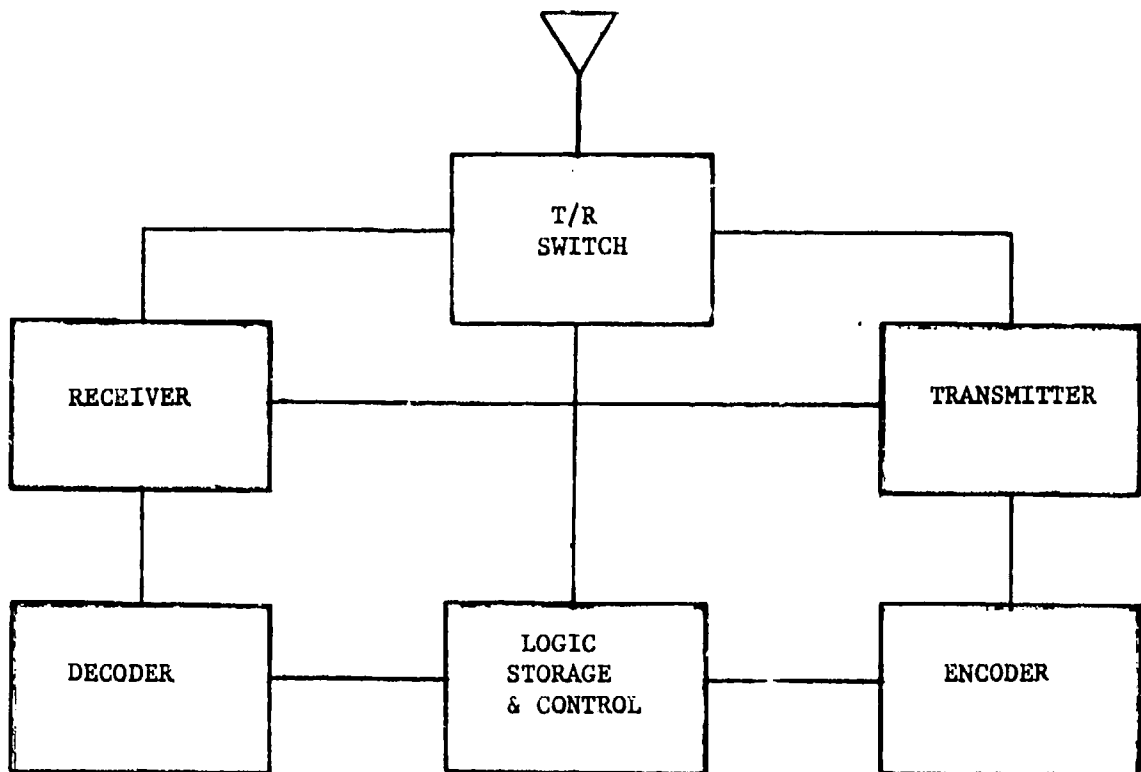 T/R
SWITCH
RECEIVER
TRANSMITTER
DECODER
LOGIC
STORAGE
& CONTROL
ENCODER